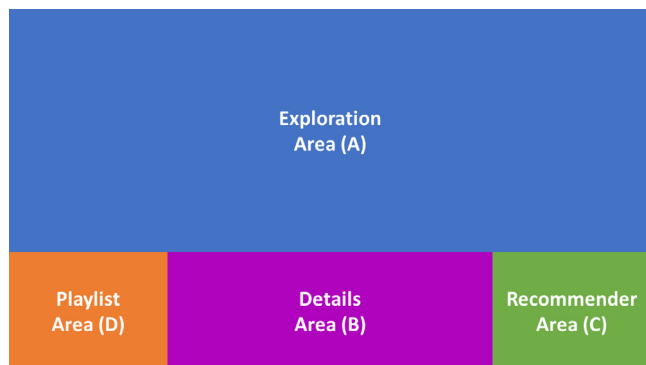 Exploration
Area (A)
Playlist
Area (D)
Details
Area (B)
Recommender
Area (C)